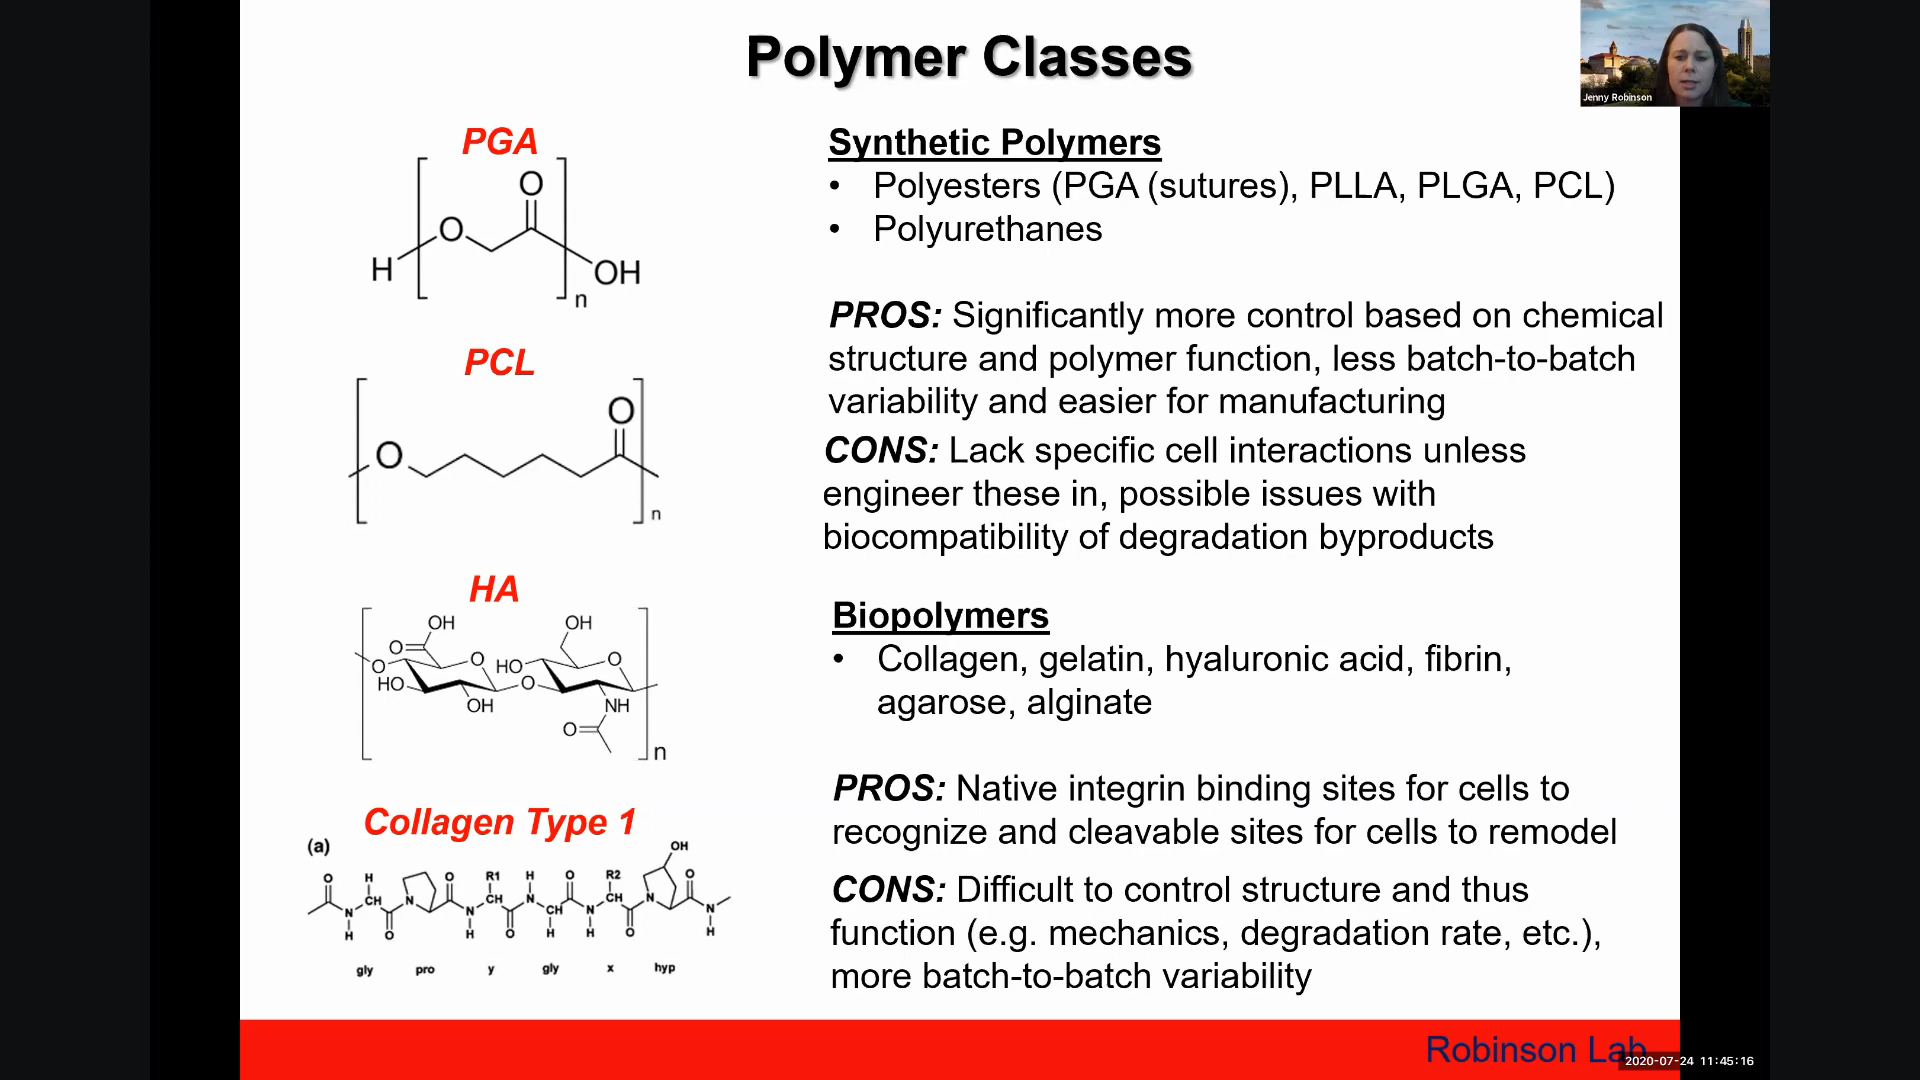 Polymer Classes
Jenny Robinson
PGA
O
O
H
OH
n
PCL
O
O
n
HA
OH
O
O
HO
O
OH
O
OH
HO
O
NH
O
n
Collagen Type 1
(a)
OH
O H O R1 H O R2 O
CH N CH N CH N N
N N CH N
H O H O H H O H
gly pro y gly x hyp
Synthetic Polymers
• Polyesters (PGA (sutures), PLLA, PLGA, PCL)
• Polyurethanes
PROS: Significantly more control based on chemical
structure and polymer function, less batch-to-batch
variability and easier for manufacturing
CONS: Lack specific cell interactions unless
engineer these in, possible issues with
biocompatibility of degradation byproducts
Biopolymers
• Collagen, gelatin, hyaluronic acid, fibrin,
agarose, alginate
PROS: Native integrin binding sites for cells to
recognize and cleavable sites for cells to remodel
CONS: Difficult to control structure and thus
function (e.g. mechanics, degradation rate, etc.),
more batch-to-batch variability
Robinson Lab
2020-07-24 11:45:16